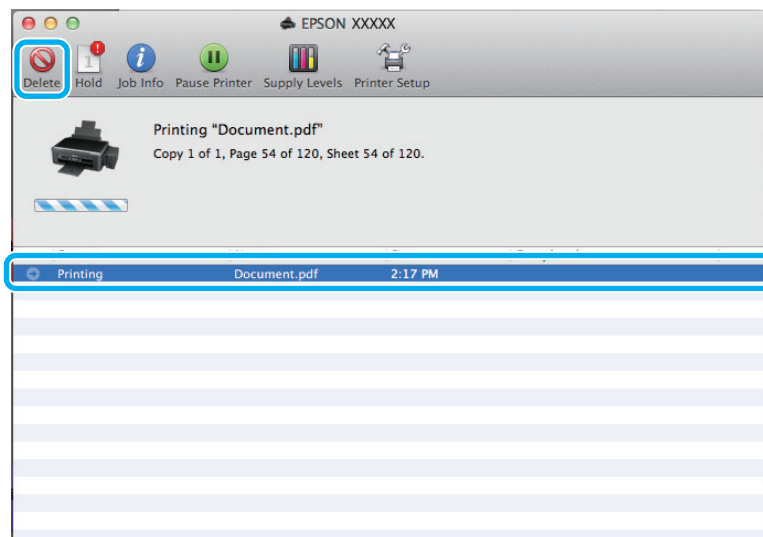 EPSON XXXXX
1
Delete Hold Job Info Pause Printer Supply Levels Printer Setup
Printing “Document.pdf”
Copy 1 of 1, Page 54 of 120, Sheet 54 of 120.
Printing Document.pdf 2:17 PM